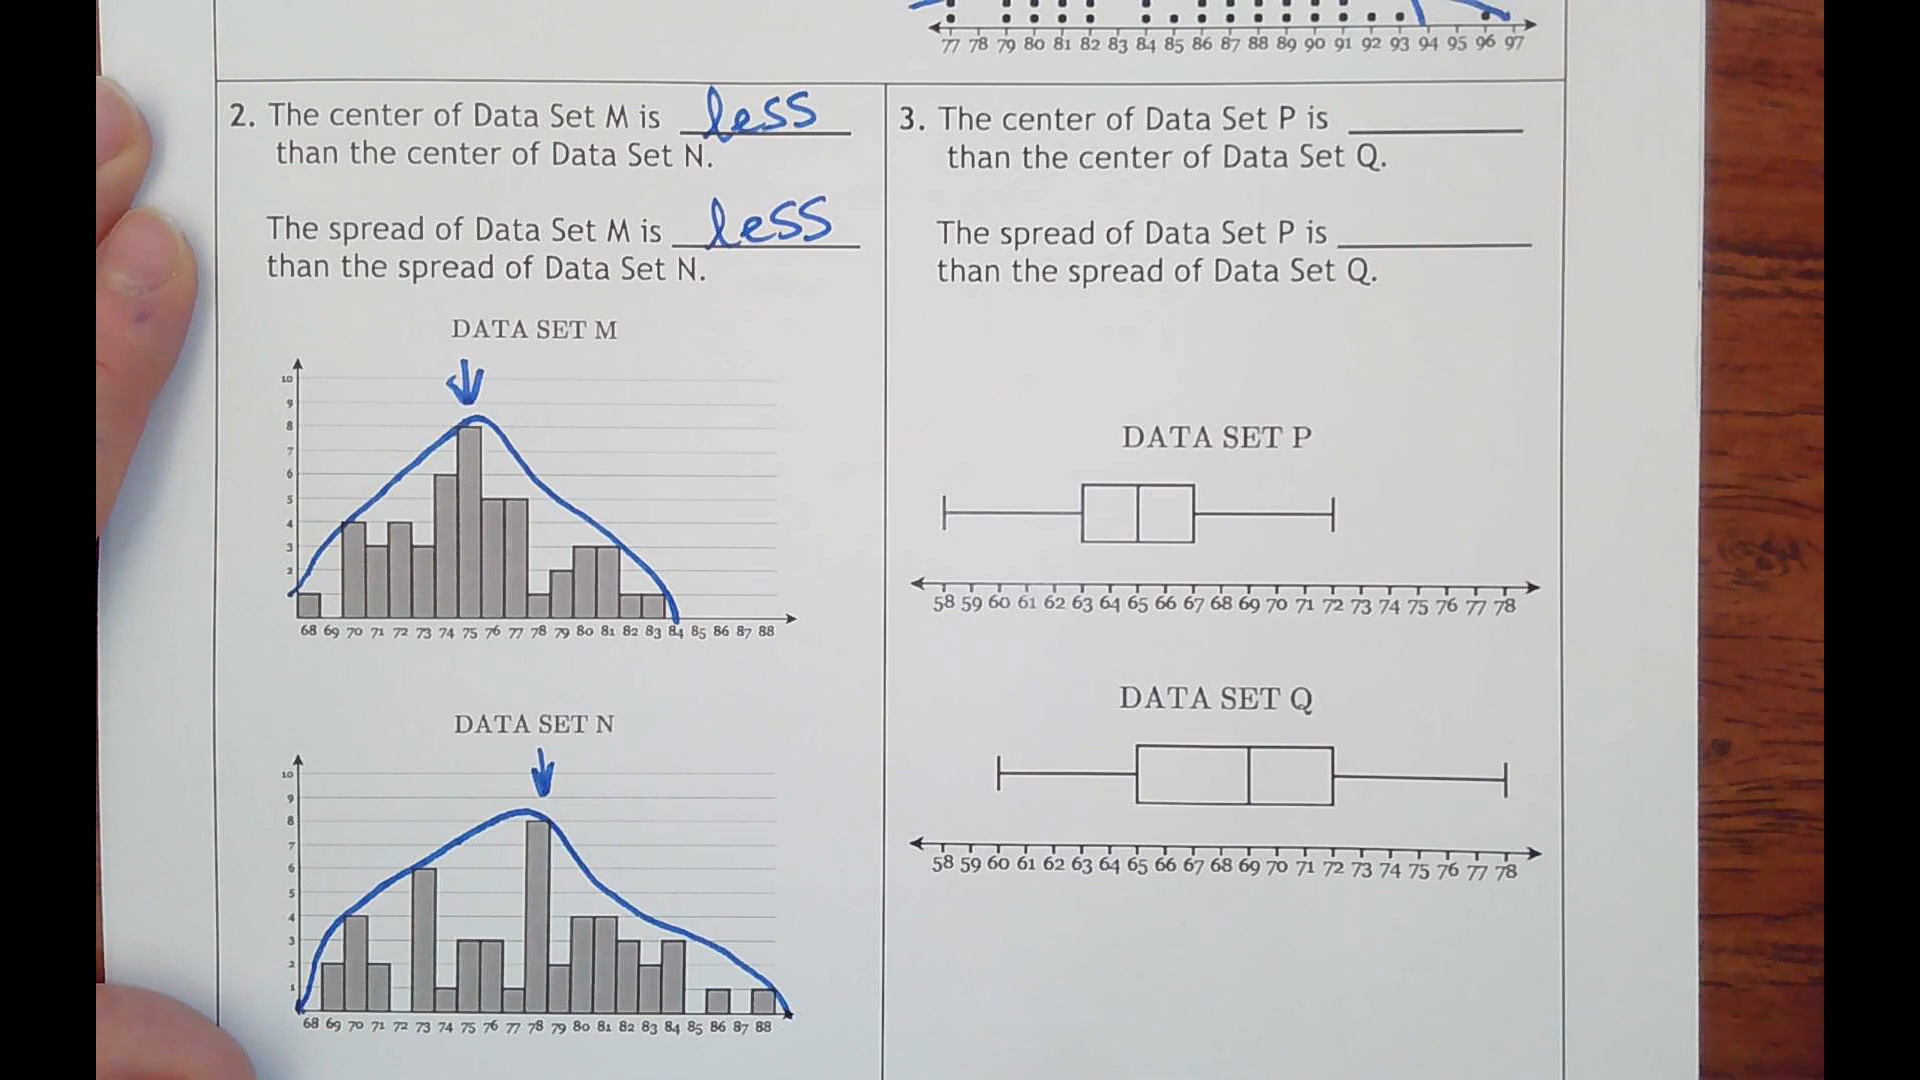 77 78 79 80 81 82 83 84 85 86 87 88 89 90 91 92 93 94 95 96 97
2. The center of Data Set M is less
than the center of Data Set N.
The spread of Data Set M is less
than the spread of Data Set N.
DATA SET M
10
9
8
7
6
5
4
3
2
68 69 70 71 72 73 74 75 76 77 78 79 80 81 82 83 84 85 86 87 88
DATA SET N
10
9
8
7
6
5
4
3
2
1
68 69 70 71 72 73 74 75 76 77 78 79 80 81 82 83 84 85 86 87 88
3. The center of Data Set P is
than the center of Data Set Q.
The spread of Data Set P is
than the spread of Data Set Q.
DATA SET P
58 59 60 61 62 63 64 65 66 67 68 69 70 71 72 73 74 75 76 77 78
DATA SET Q
58 59 60 61 62 63 64 65 66 67 68 69 70 71 72 73 74 75 76 77 78